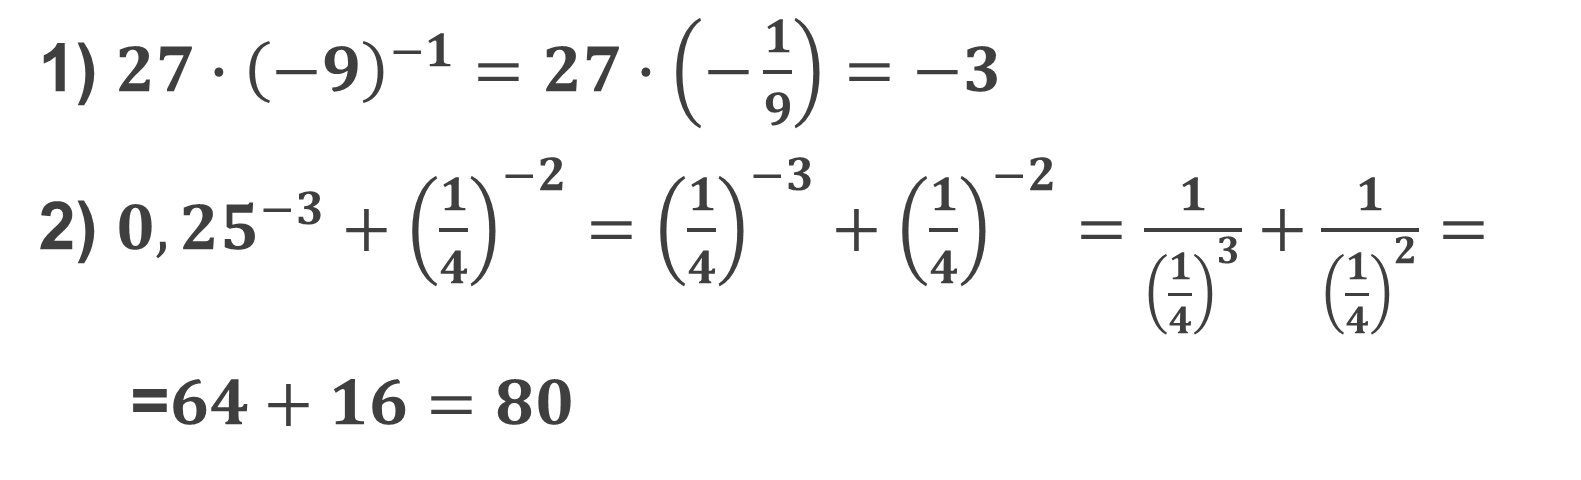 1) 27 · (−9)⁻¹ = 27 · (−1/9) = −3
2) 0,25⁻³ + (1/4)⁻² = (1/4)⁻³ + (1/4)⁻² = 1/(1/4)³ + 1/(1/4)² =
=64 + 16 = 80